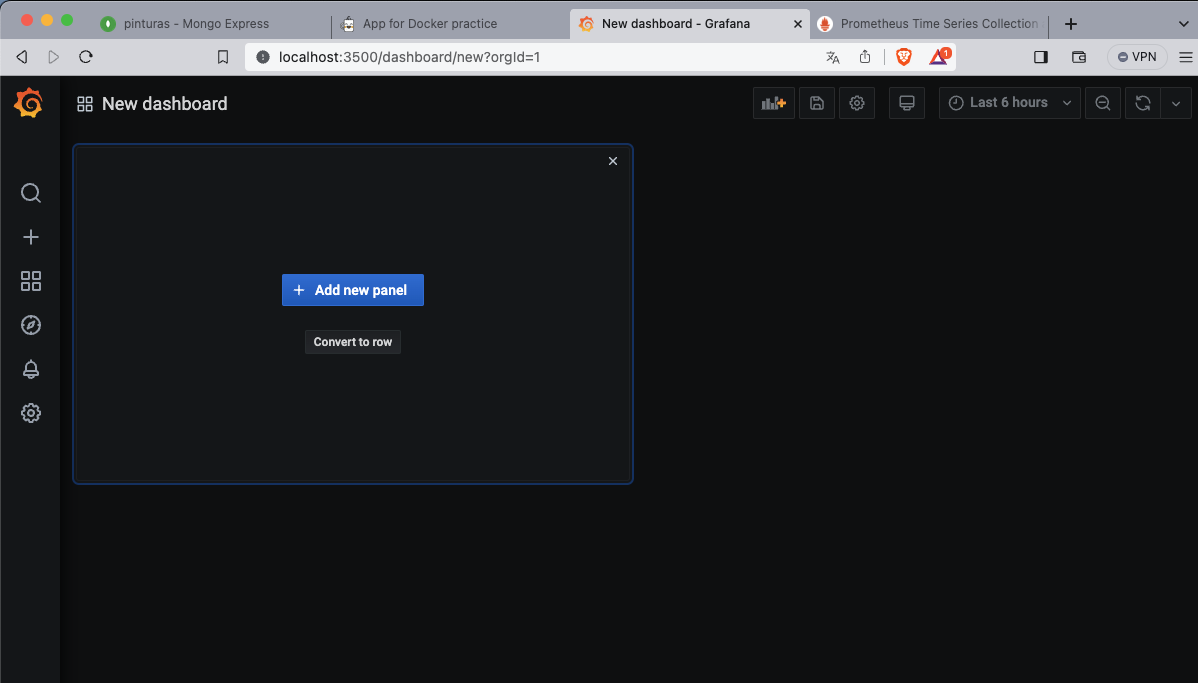 pinturas - Mongo Express
App for Docker practice
New dashboard - Grafana
Prometheus Time Series Collection
localhost:3500/dashboard/new?orgId=1
1
VPN
New dashboard
Last 6 hours
Add new panel
Convert to row